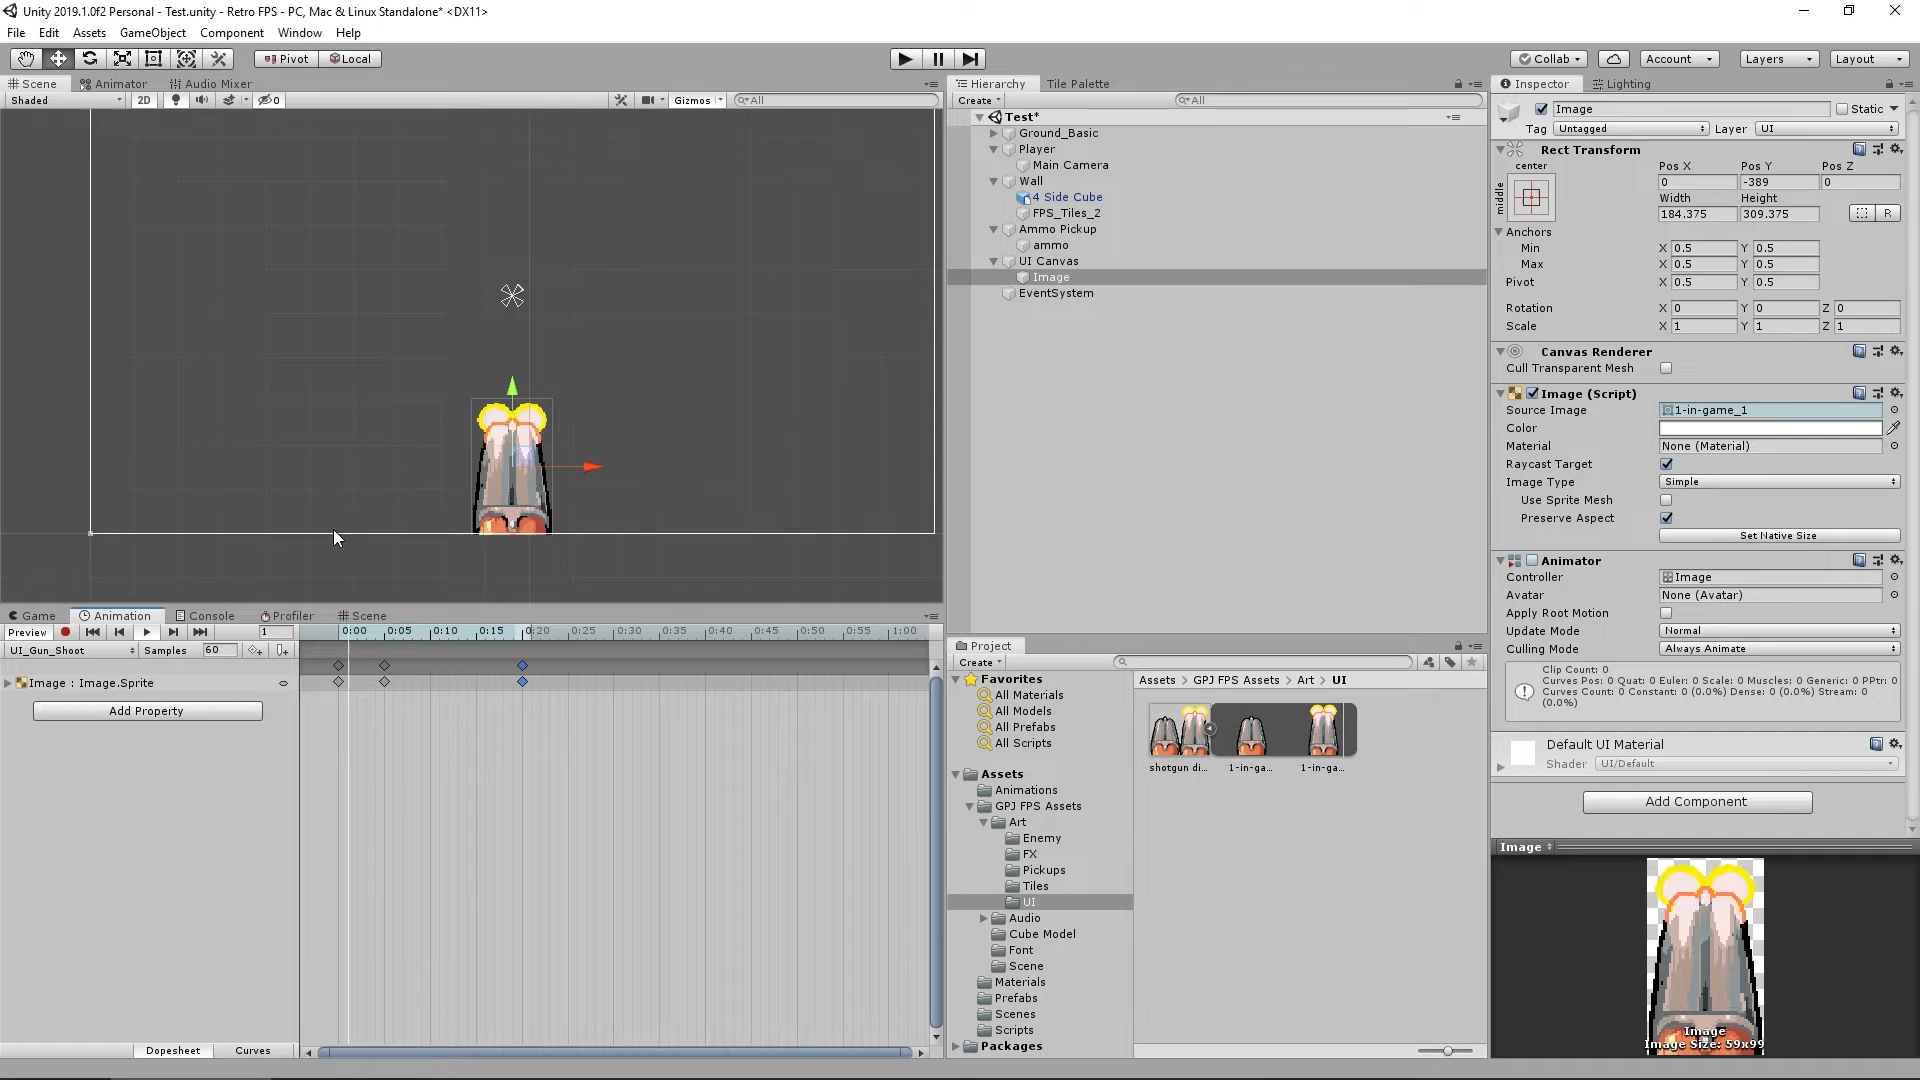 Unity 2019.1.0f2 Personal - Test.unity - Retro FPS - PC, Mac & Linux Standalone* <DX11>
File Edit Assets GameObject Component Window Help
Pivot Local Collab Account Layers Layout
Scene Animator Audio Mixer
Shaded 2D 0 Gizmos All
Hierarchy Tile Palette
Create All
Test*
Ground_Basic
Player
Main Camera
Wall
4 Side Cube
FPS_Tiles_2
Ammo Pickup
ammo
UI Canvas
Image
EventSystem
Inspector Lighting
Image Static
Tag Untagged Layer UI
Rect Transform
center Pos X Pos Y Pos Z
middle 0 -389 0
Width Height
184.375 309.375 R
Anchors
Min X 0.5 Y 0.5
Max X 0.5 Y 0.5
Pivot X 0.5 Y 0.5
Rotation X 0 Y 0 Z 0
Scale X 1 Y 1 Z 1
Canvas Renderer
Cull Transparent Mesh
Image (Script)
Source Image 1-in-game_1
Color
Material None (Material)
Raycast Target
Image Type Simple
Use Sprite Mesh
Preserve Aspect
Set Native Size
Animator
Controller Image
Avatar None (Avatar)
Apply Root Motion
Update Mode Normal
Culling Mode Always Animate
Clip Count: 0
Curves Pos: 0 Quat: 0 Euler: 0 Scale: 0 Muscles: 0 Generic: 0 PPtr: 0
Curves Count: 0 Constant: 0 (0.0%) Dense: 0 (0.0%) Stream: 0
(0.0%)
Default UI Material
Shader UI/Default
Add Component
Image
Image
Image Size: 59x99
Game Animation Console Profiler Scene
Preview 1 0:00 0:05 0:10 0:15 0:20 0:25 0:30 0:35 0:40 0:45 0:50 0:55 1:00
UI_Gun_Shoot Samples 60
Image : Image.Sprite
Add Property
Dopesheet Curves
Project
Create
Favorites
All Materials
All Models
All Prefabs
All Scripts
Assets
Animations
GPJ FPS Assets
Art
Enemy
FX
Pickups
Tiles
UI
Audio
Cube Model
Font
Scene
Materials
Prefabs
Scenes
Scripts
Packages
Assets > GPJ FPS Assets > Art > UI
shotgun di... 1-in-ga... 1-in-ga...